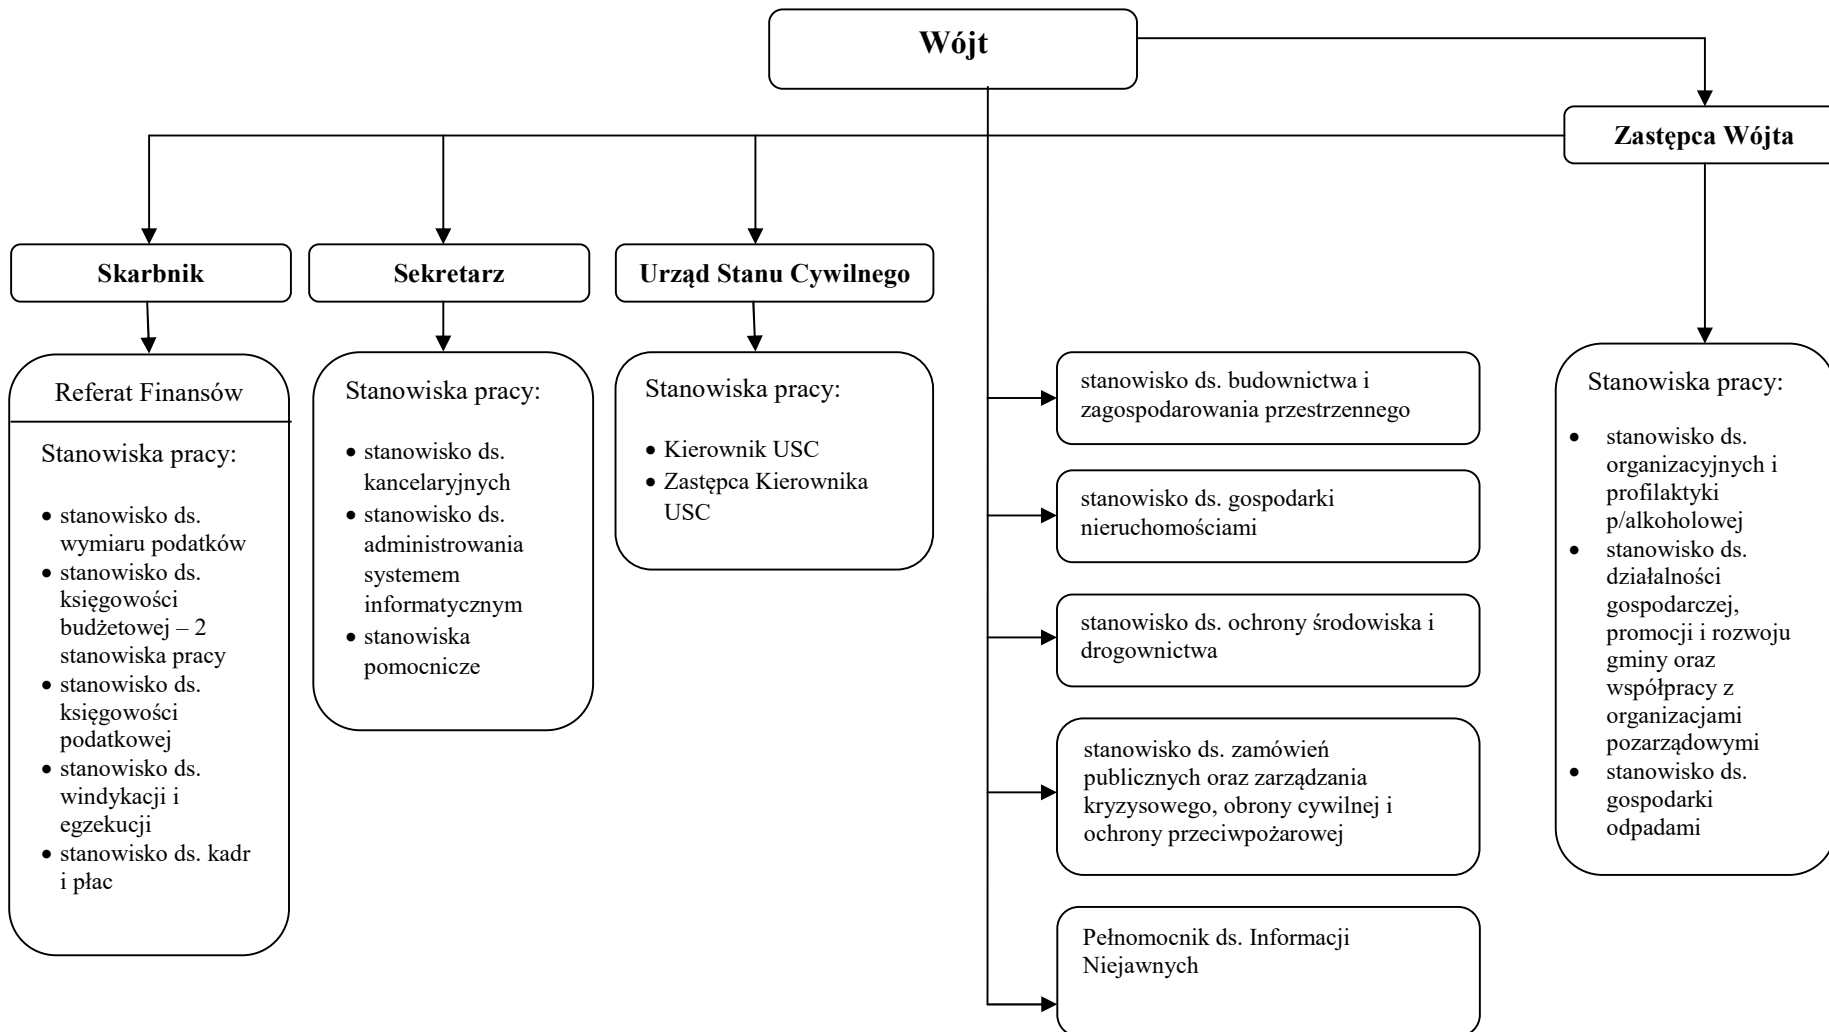 Wójt
Zastępca Wójta
Skarbnik
Sekretarz
Urząd Stanu Cywilnego
Referat Finansów
Stanowiska pracy:
• stanowisko ds.
wymiaru podatków
• stanowisko ds.
księgowości
budżetowej – 2
stanowiska pracy
• stanowisko ds.
księgowości
podatkowej
• stanowisko ds.
windykacji i
egzekucji
• stanowisko ds. kadr
i płac
Stanowiska pracy:
• stanowisko ds.
kancelaryjnych
• stanowisko ds.
administrowania
systemem
informatycznym
• stanowiska
pomocnicze
Stanowiska pracy:
• Kierownik USC
• Zastępca Kierownika
USC
stanowisko ds. budownictwa i
zagospodarowania przestrzennego
stanowisko ds. gospodarki
nieruchomościami
stanowisko ds. ochrony środowiska i
drogownictwa
stanowisko ds. zamówień
publicznych oraz zarządzania
kryzysowego, obrony cywilnej i
ochrony przeciwpożarowej
Pełnomocnik ds. Informacji
Niejawnych
Stanowiska pracy:
• stanowisko ds.
organizacyjnych i
profilaktyki
p/alkoholowej
• stanowisko ds.
działalności
gospodarczej,
promocji i rozwoju
gminy oraz
współpracy z
organizacjami
pozarządowymi
• stanowisko ds.
gospodarki
odpadami